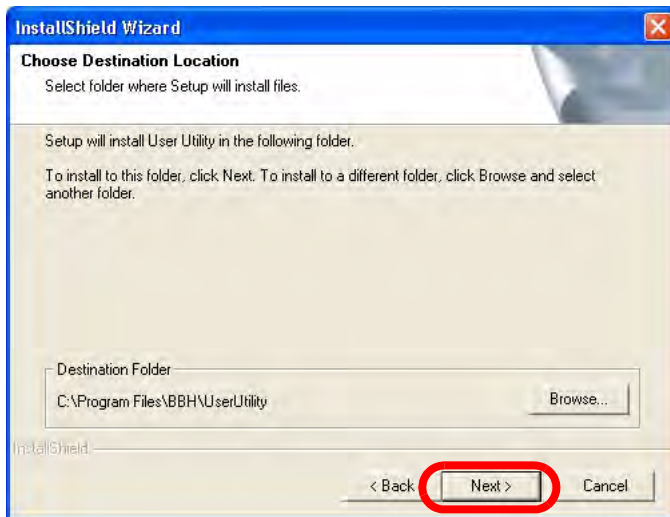 InstallShield Wizard
Choose Destination Location
Select folder where Setup will install files.
Setup will install User Utility in the following folder.
To install to this folder, click Next. To install to a different folder, click Browse and select
another folder.
Destination Folder
C:\Program Files\BBH\UserUtility
Browse...
InstallShield
< Back
Next >
Cancel